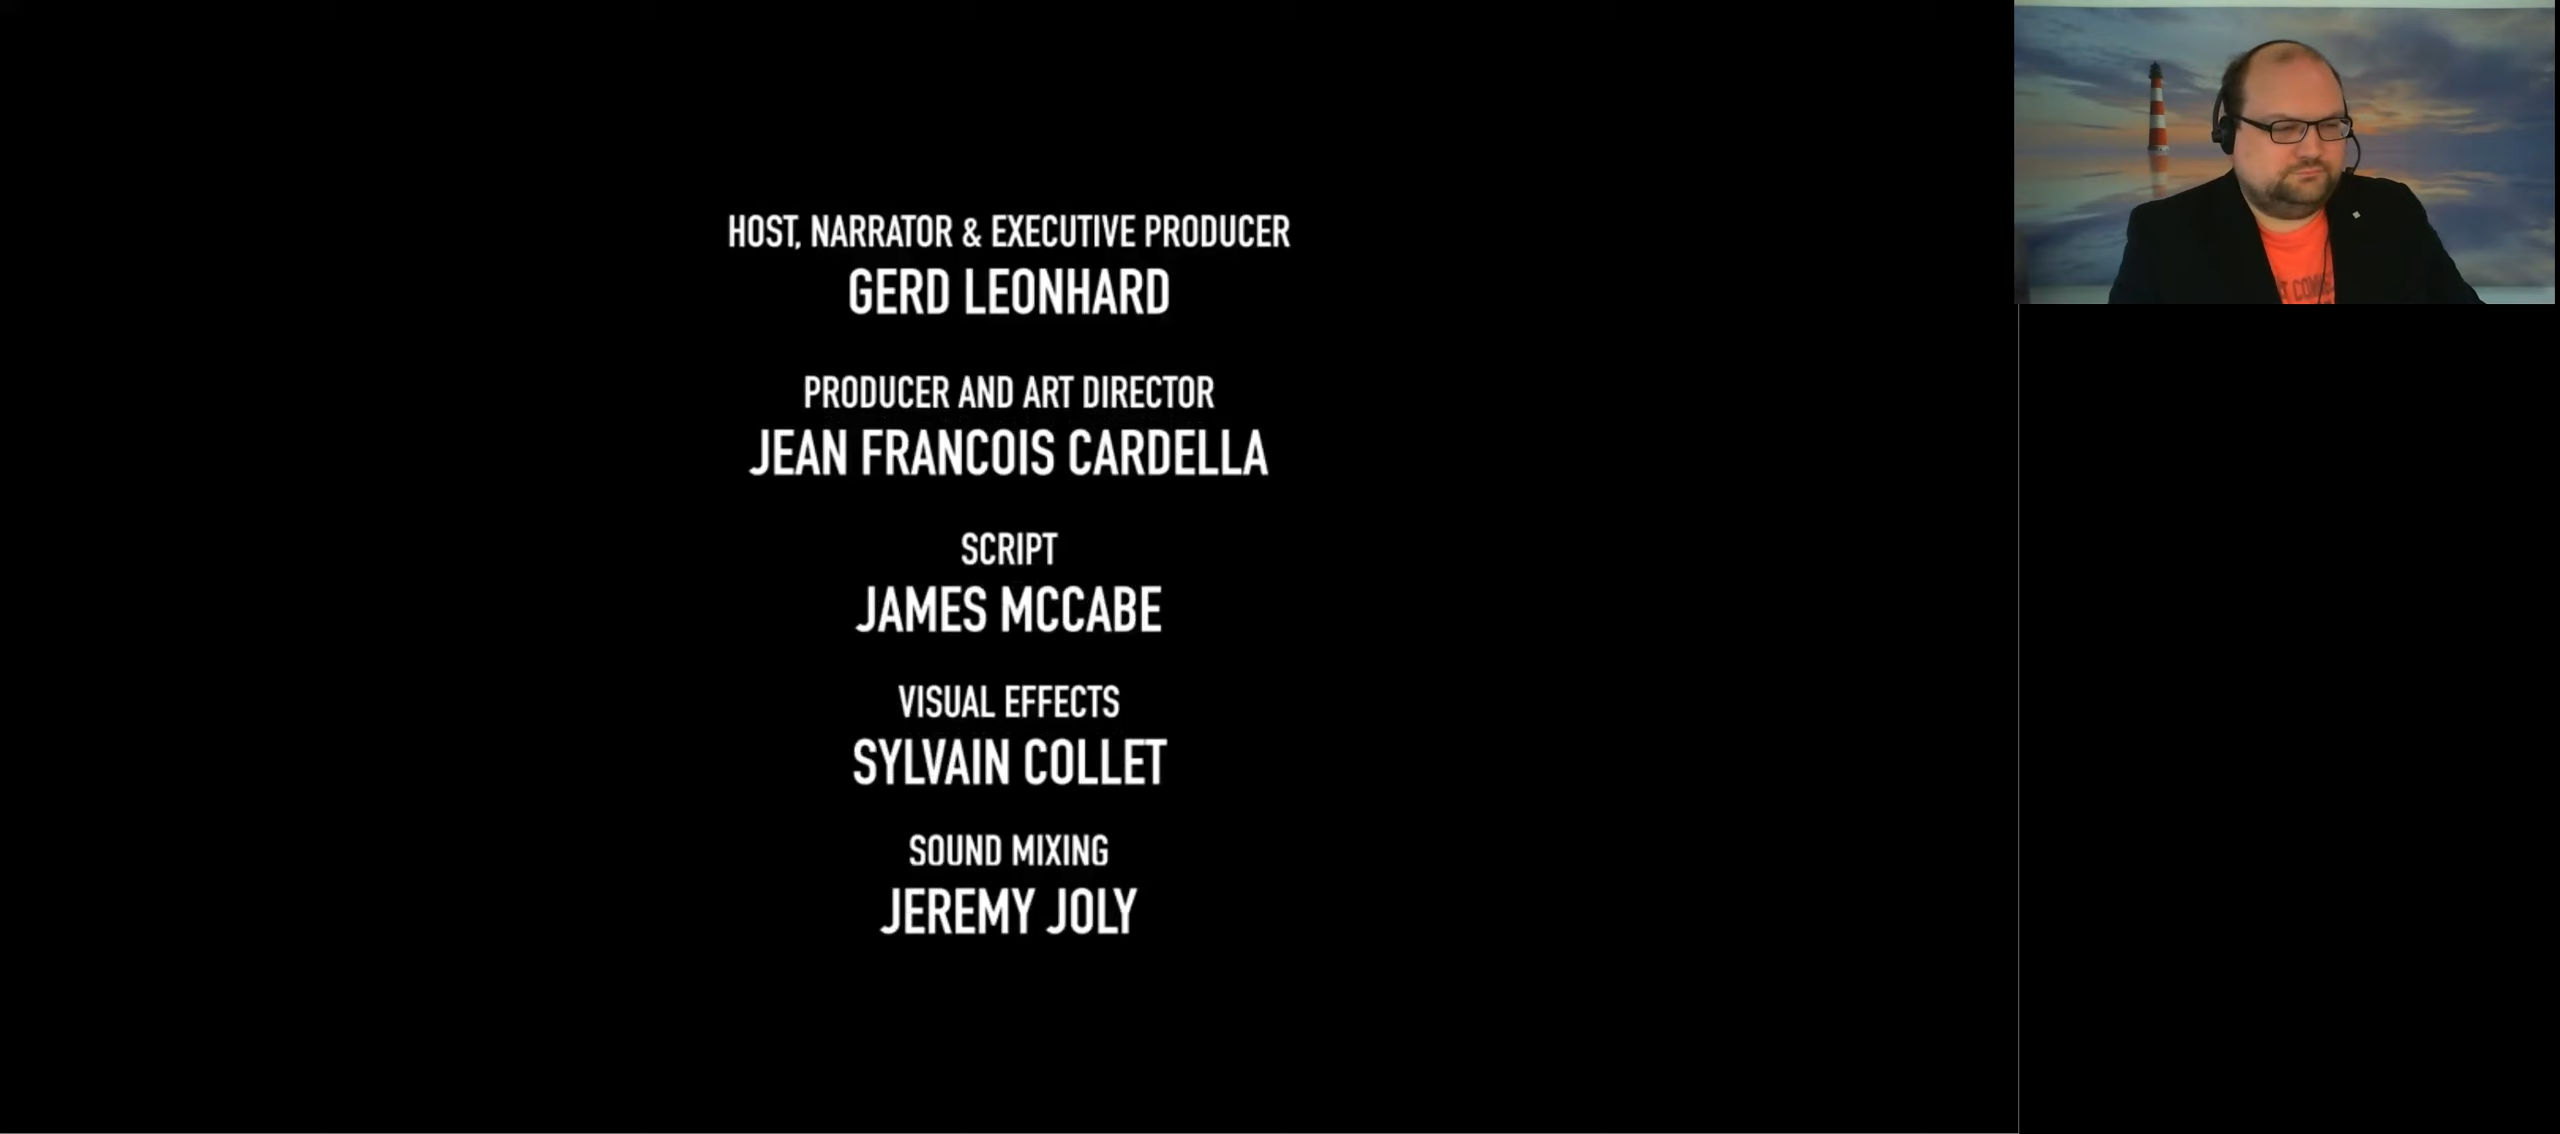 HOST, NARRATOR & EXECUTIVE PRODUCER
GERD LEONHARD
PRODUCER AND ART DIRECTOR
JEAN FRANCOIS CARDELLA
SCRIPT
JAMES MCCABE
VISUAL EFFECTS
SYLVAIN COLLET
SOUND MIXING
JEREMY JOLY